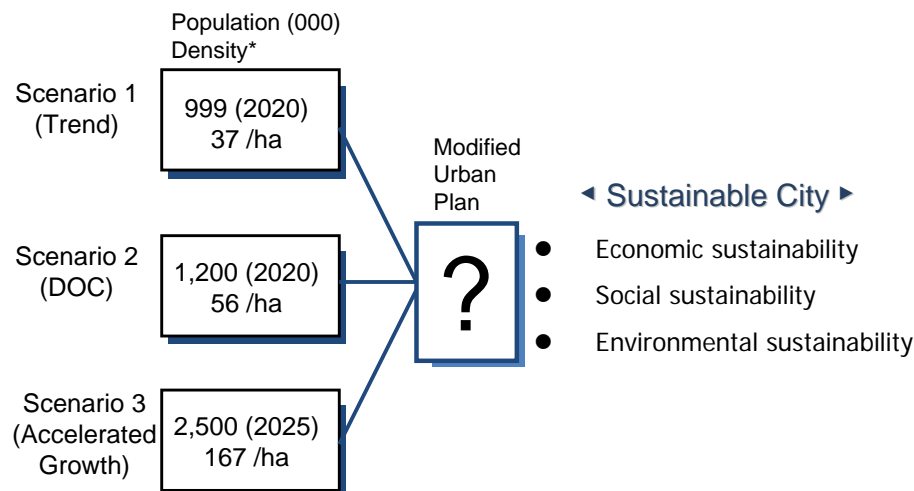 Population (000)
Density*
Scenario 1
(Trend)
999 (2020)
37 /ha
Scenario 2
(DOC)
1,200 (2020)
56 /ha
Scenario 3
(Accelerated
Growth)
2,500 (2025)
167 /ha
Modified
Urban
Plan
?
◄ Sustainable City ►
● Economic sustainability
● Social sustainability
● Environmental sustainability